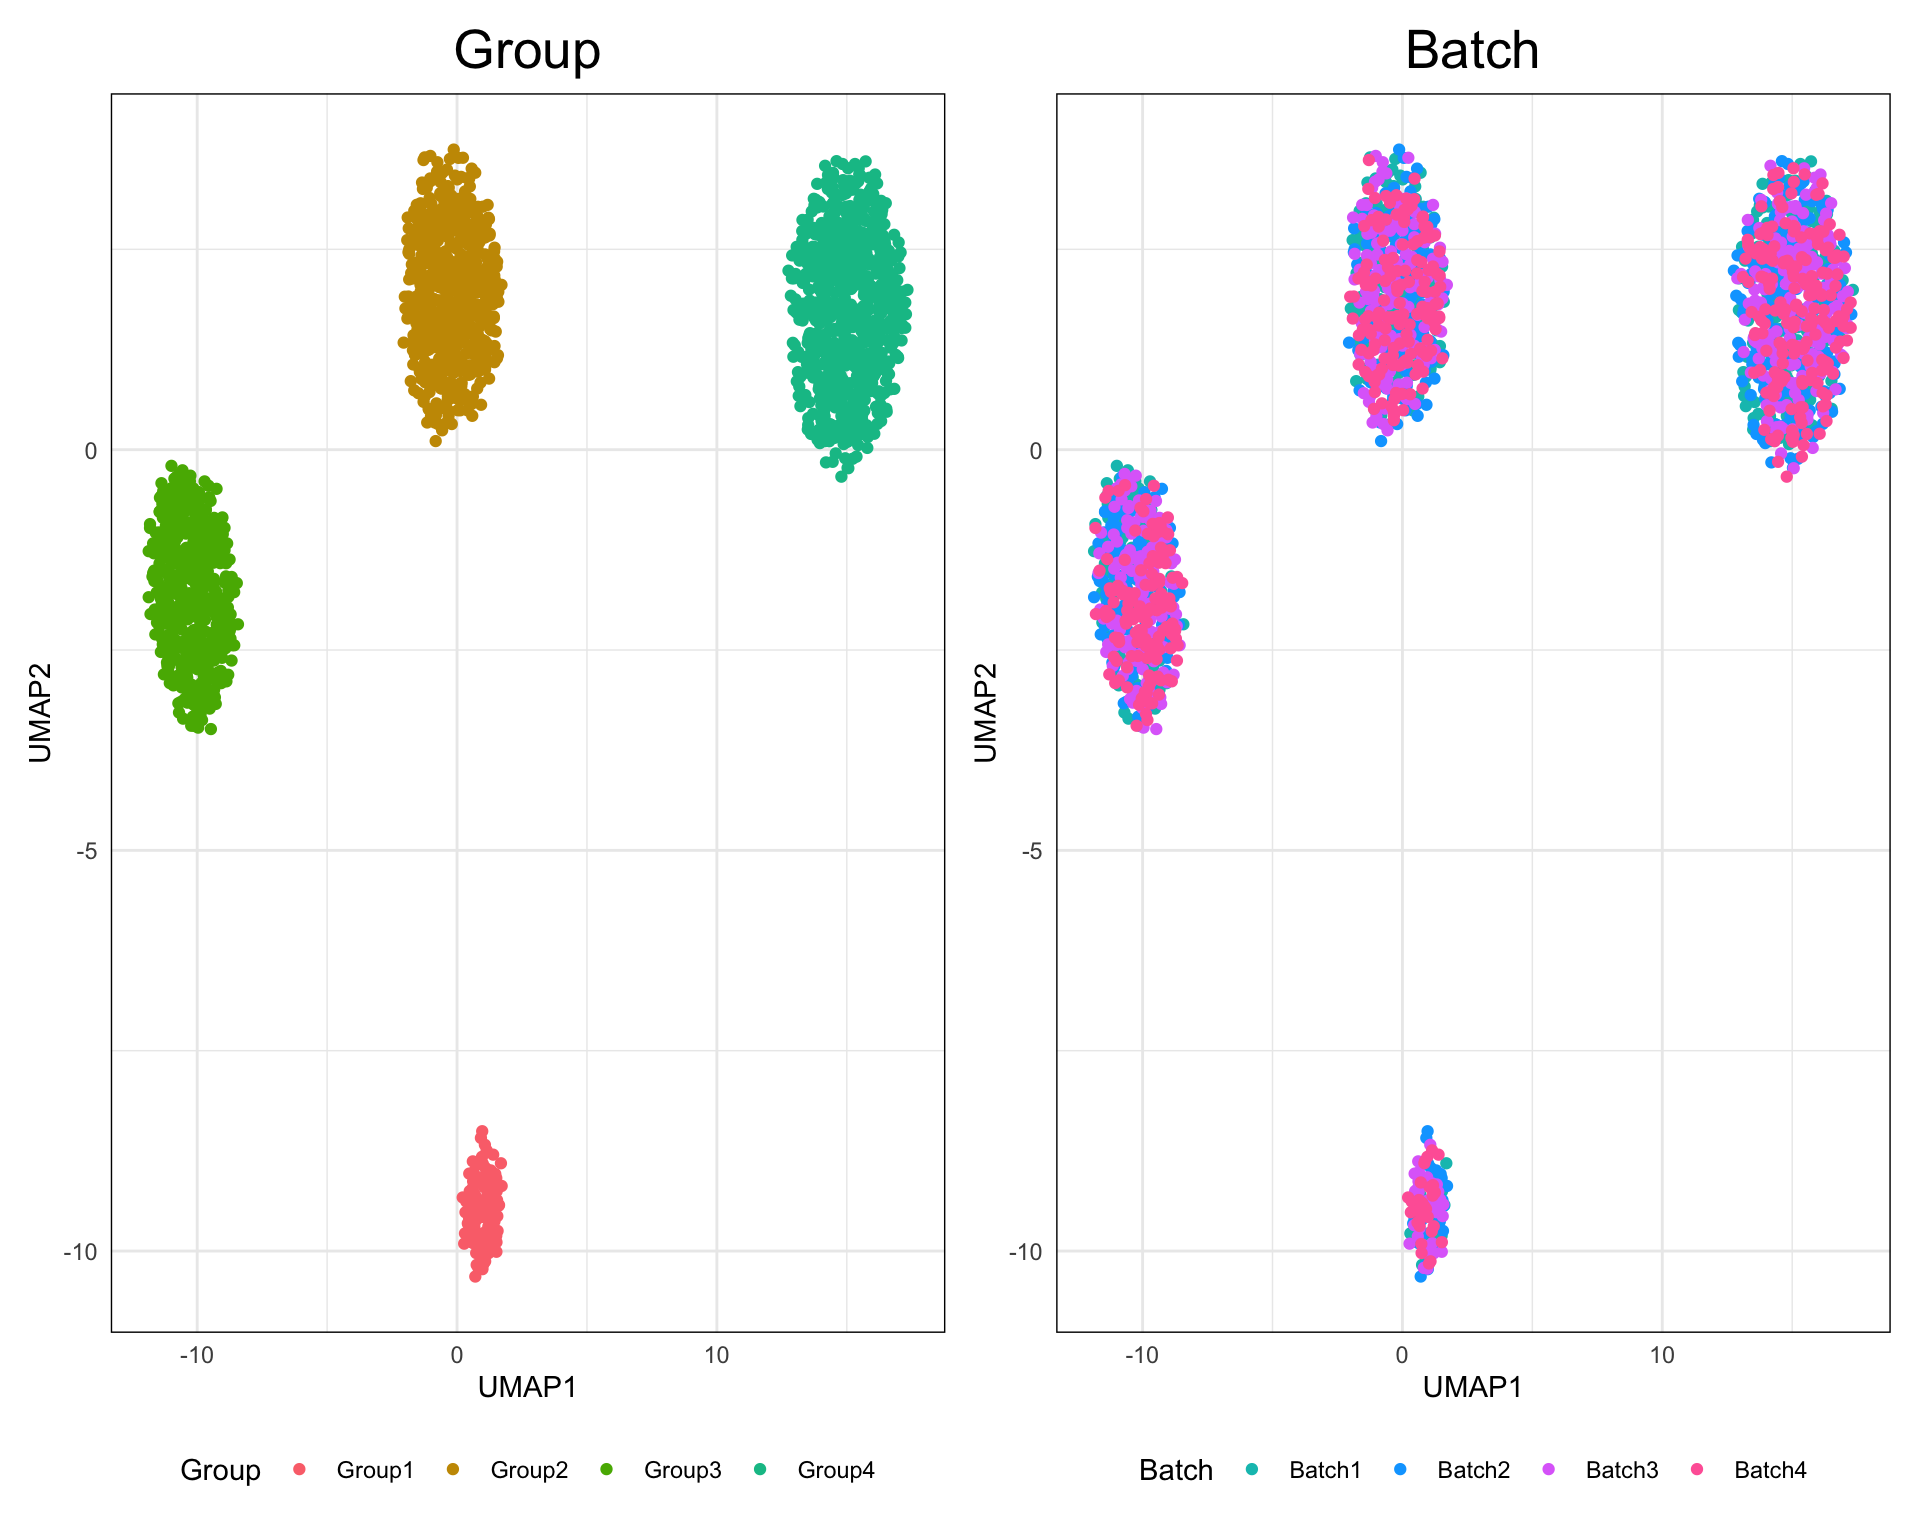 Group
Batch
0
-5
-10
UMAP2
-10 0 10
UMAP1
0
-5
-10
UMAP2
-10 0 10
UMAP1
Group Group1 Group2 Group3 Group4
Batch Batch1 Batch2 Batch3 Batch4